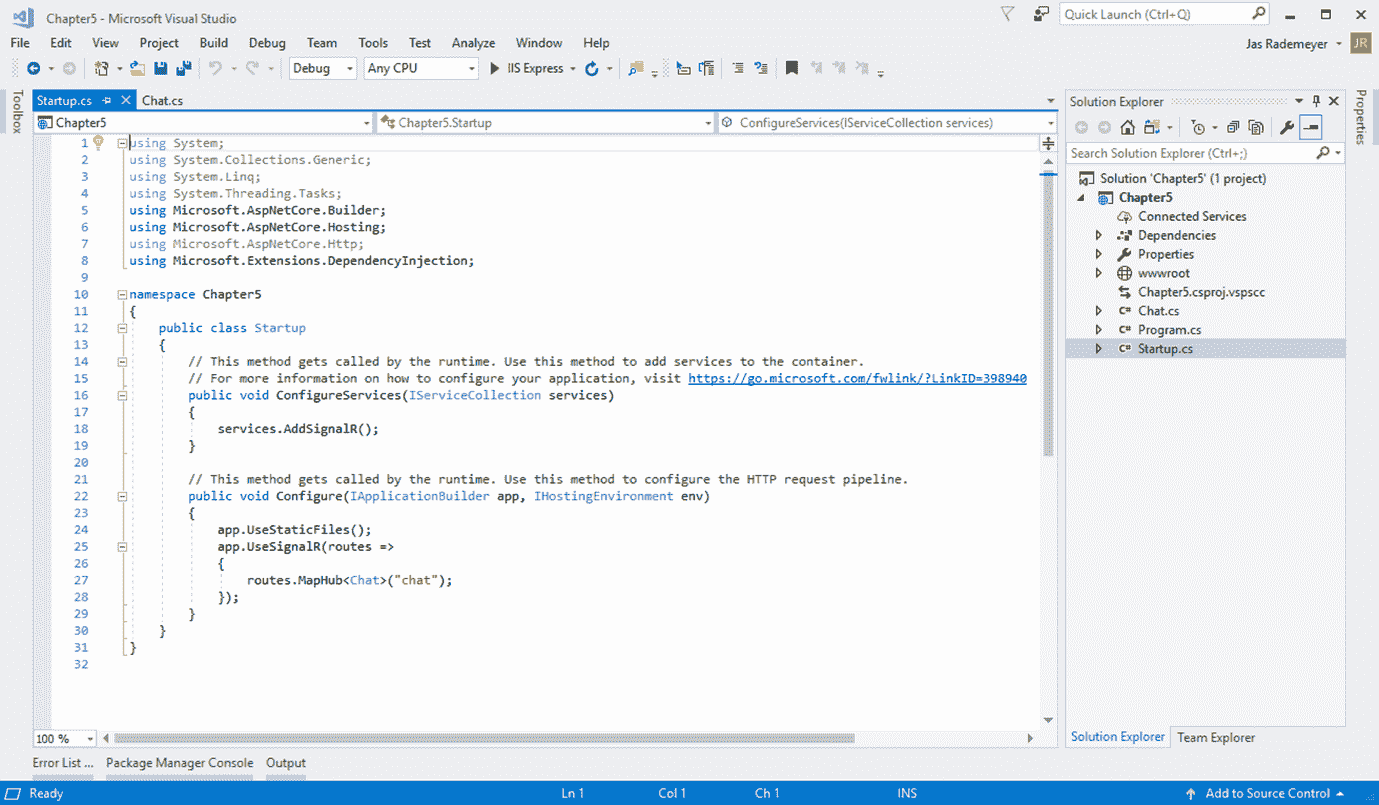 Chapter5 - Microsoft Visual Studio
Quick Launch (Ctrl+Q)
File Edit View Project Build Debug Team Tools Test Analyze Window Help
Jas Rademeyer JR
Debug Any CPU IIS Express
Toolbox
Startup.cs Chat.cs
Chapter5 Chapter5.Startup ConfigureServices(IServiceCollection services)
1 using System;
2 using System.Collections.Generic;
3 using System.Linq;
4 using System.Threading.Tasks;
5 using Microsoft.AspNetCore.Builder;
6 using Microsoft.AspNetCore.Hosting;
7 using Microsoft.AspNetCore.Http;
8 using Microsoft.Extensions.DependencyInjection;
9
10 namespace Chapter5
11 {
12 public class Startup
13 {
14 // This method gets called by the runtime. Use this method to add services to the container.
15 // For more information on how to configure your application, visit https://go.microsoft.com/fwlink/?LinkID=398940
16 public void ConfigureServices(IServiceCollection services)
17 {
18 services.AddSignalR();
19 }
20
21 // This method gets called by the runtime. Use this method to configure the HTTP request pipeline.
22 public void Configure(IApplicationBuilder app, IHostingEnvironment env)
23 {
24 app.UseStaticFiles();
25 app.UseSignalR(routes =>
26 {
27 routes.MapHub<Chat>("chat");
28 });
29 }
30 }
31 }
32
100 %
Solution Explorer
Search Solution Explorer (Ctrl+;)
Solution 'Chapter5' (1 project)
Chapter5
Connected Services
Dependencies
Properties
wwwroot
Chapter5.csproj.vspscc
C# Chat.cs
C# Program.cs
C# Startup.cs
Solution Explorer Team Explorer
Properties
Error List ... Package Manager Console Output
Ready Ln 1 Col 1 Ch 1 INS Add to Source Control